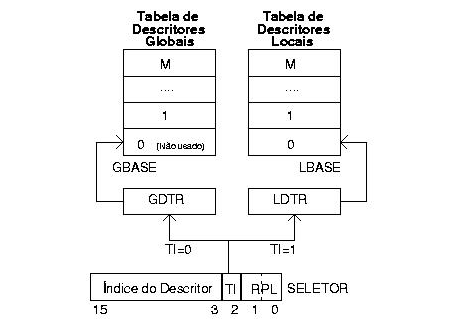 Tabela de Descritores Globais
Tabela de Descritores Locais
M
M
....
....
1
1
0 (Não usado)
0
GBASE
LBASE
GDTR
LDTR
TI=0
TI=1
Índice do Descritor
TI
RPL
SELETOR
15
3
2
1
0